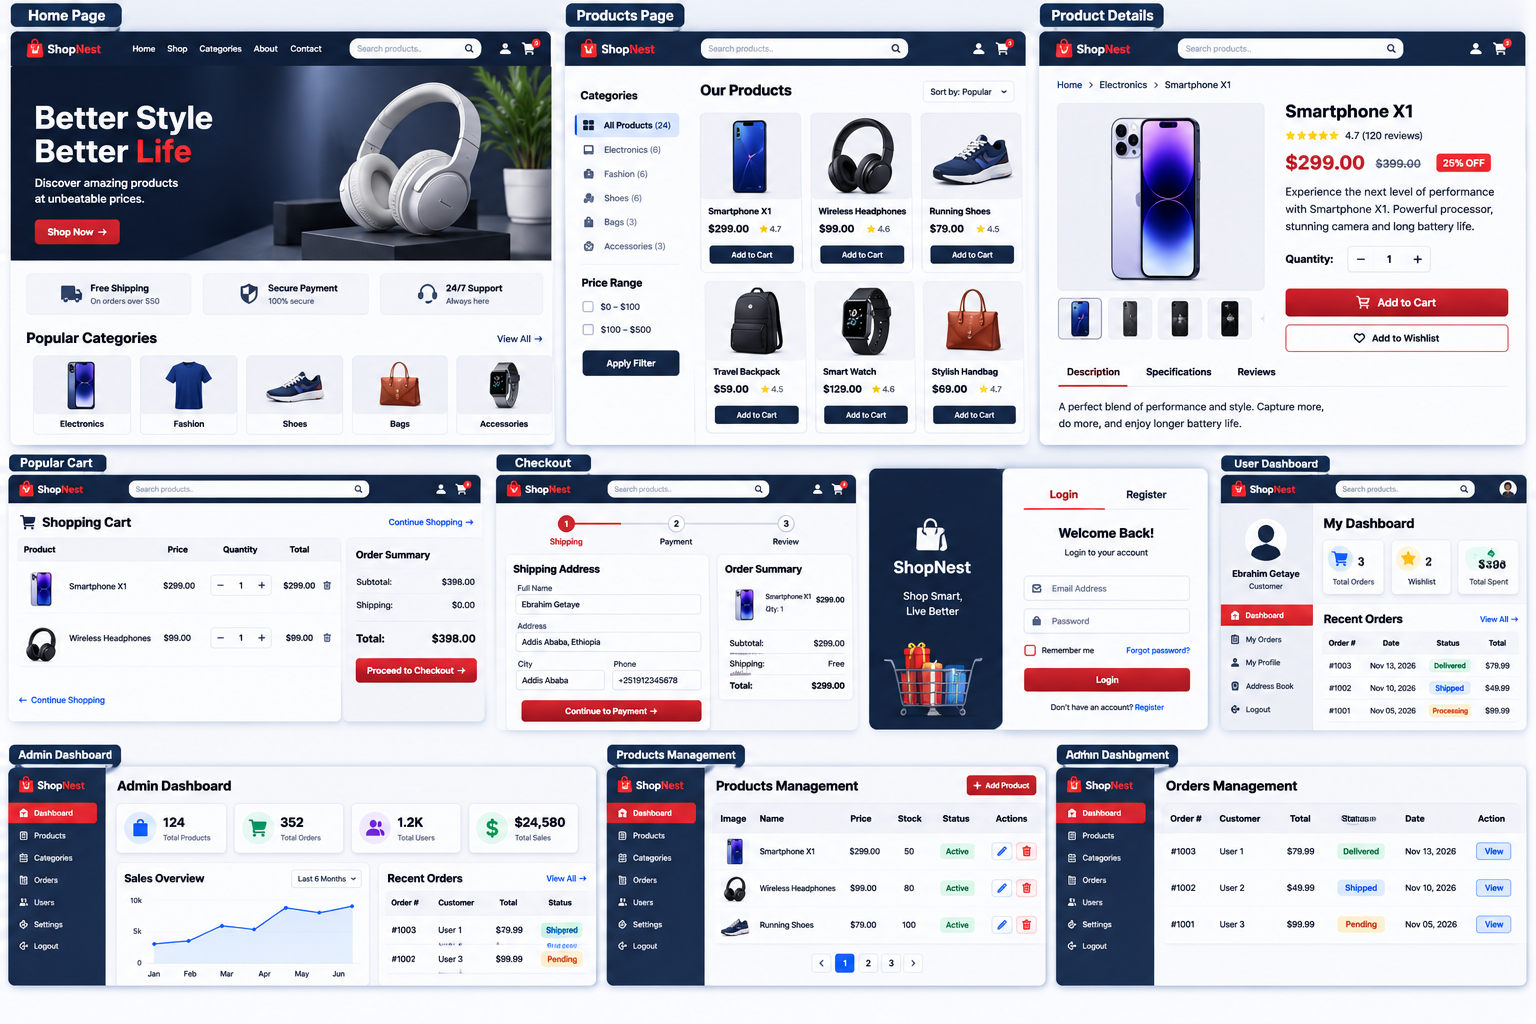 Home Page
ShopNest
Home Shop Categories About Contact
Search products..
3
Better Style
Better Life
Discover amazing products
at unbeatable prices.
Shop Now →
Free Shipping
On orders over $50
Secure Payment
100% secure
24/7 Support
Always here
Popular Categories
View All →
Electronics
Fashion
Shoes
Bags
Accessories
Products Page
ShopNest
Search products..
Categories
All Products (24)
Electronics (6)
Fashion (6)
Shoes (6)
Bags (3)
Accessories (3)
Price Range
$0 – $100
$100 – $500
Apply Filter
Our Products
Sort by: Popular
Smartphone X1
$299.00 4.7
Add to Cart
Wireless Headphones
$99.00 4.6
Add to Cart
Running Shoes
$79.00 4.5
Add to Cart
Travel Backpack
$59.00 4.5
Add to Cart
Smart Watch
$129.00 4.6
Add to Cart
Stylish Handbag
$69.00 4.7
Add to Cart
Product Details
ShopNest
Search products..
Home > Electronics > Smartphone X1
Smartphone X1
4.7 (120 reviews)
$299.00 $399.00 25% OFF
Experience the next level of performance
with Smartphone X1. Powerful processor,
stunning camera and long battery life.
Quantity: − 1 +
Add to Cart
Add to Wishlist
Description Specifications Reviews
A perfect blend of performance and style. Capture more,
do more, and enjoy longer battery life.
Popular Cart
ShopNest
Search products..
Shopping Cart
Continue Shopping →
Product Price Quantity Total
Smartphone X1 $299.00 − 1 + $299.00
Wireless Headphones $99.00 − 1 + $99.00
← Continue Shopping
Order Summary
Subtotal: $398.00
Shipping: $0.00
Total: $398.00
Proceed to Checkout →
Checkout
ShopNest
Search products..
1 2 3
Shipping Payment Review
Shipping Address
Full Name
Ebrahim Getaye
Address
Addis Ababa, Ethiopia
City Phone
Addis Ababa +251912345678
Continue to Payment →
Order Summary
Smartphone X1 $299.00
Qty: 1
Subtotal: $299.00
Shipping: Free
Total: $299.00
ShopNest
Shop Smart,
Live Better
Login Register
Welcome Back!
Login to your account
Email Address
Password
Remember me Forgot password?
Login
Don't have an account? Register
User Dashboard
ShopNest
Search products..
Ebrahim Getaye
Customer
Dashboard
My Orders
My Profile
Address Book
Logout
My Dashboard
3
Total Orders
2
Wishlist
$398
Total Spent
Recent Orders View All →
Order # Date Status Total
#1003 Nov 13, 2026 Delivered $79.99
#1002 Nov 10, 2026 Shipped $49.99
#1001 Nov 05, 2026 Processing $99.99
Admin Dashboard
ShopNest
Dashboard
Products
Categories
Orders
Users
Settings
Logout
Admin Dashboard
124
Total Products
352
Total Orders
1.2K
Total Users
$24,580
Total Sales
Sales Overview
Last 6 Months
10k
5k
0
Jan Feb Mar Apr May Jun
Recent Orders View All →
Order # Customer Total Status
#1003 User 1 $79.99 Shipped
#1002 User 3 $99.99 Pending
Products Management
ShopNest
Dashboard
Products
Categories
Orders
Users
Settings
Logout
Products Management
+ Add Product
Image Name Price Stock Status Actions
Smartphone X1 $299.00 50 Active
Wireless Headphones $99.00 80 Active
Running Shoes $79.00 100 Active
< 1 2 3 >
Admin Dashbgment
ShopNest
Dashboard
Products
Categories
Orders
Users
Settings
Logout
Orders Management
Order # Customer Total Date Action
#1003 User 1 $79.99 Delivered Nov 13, 2026 View
#1002 User 2 $49.99 Shipped Nov 10, 2026 View
#1001 User 3 $99.99 Pending Nov 05, 2026 View